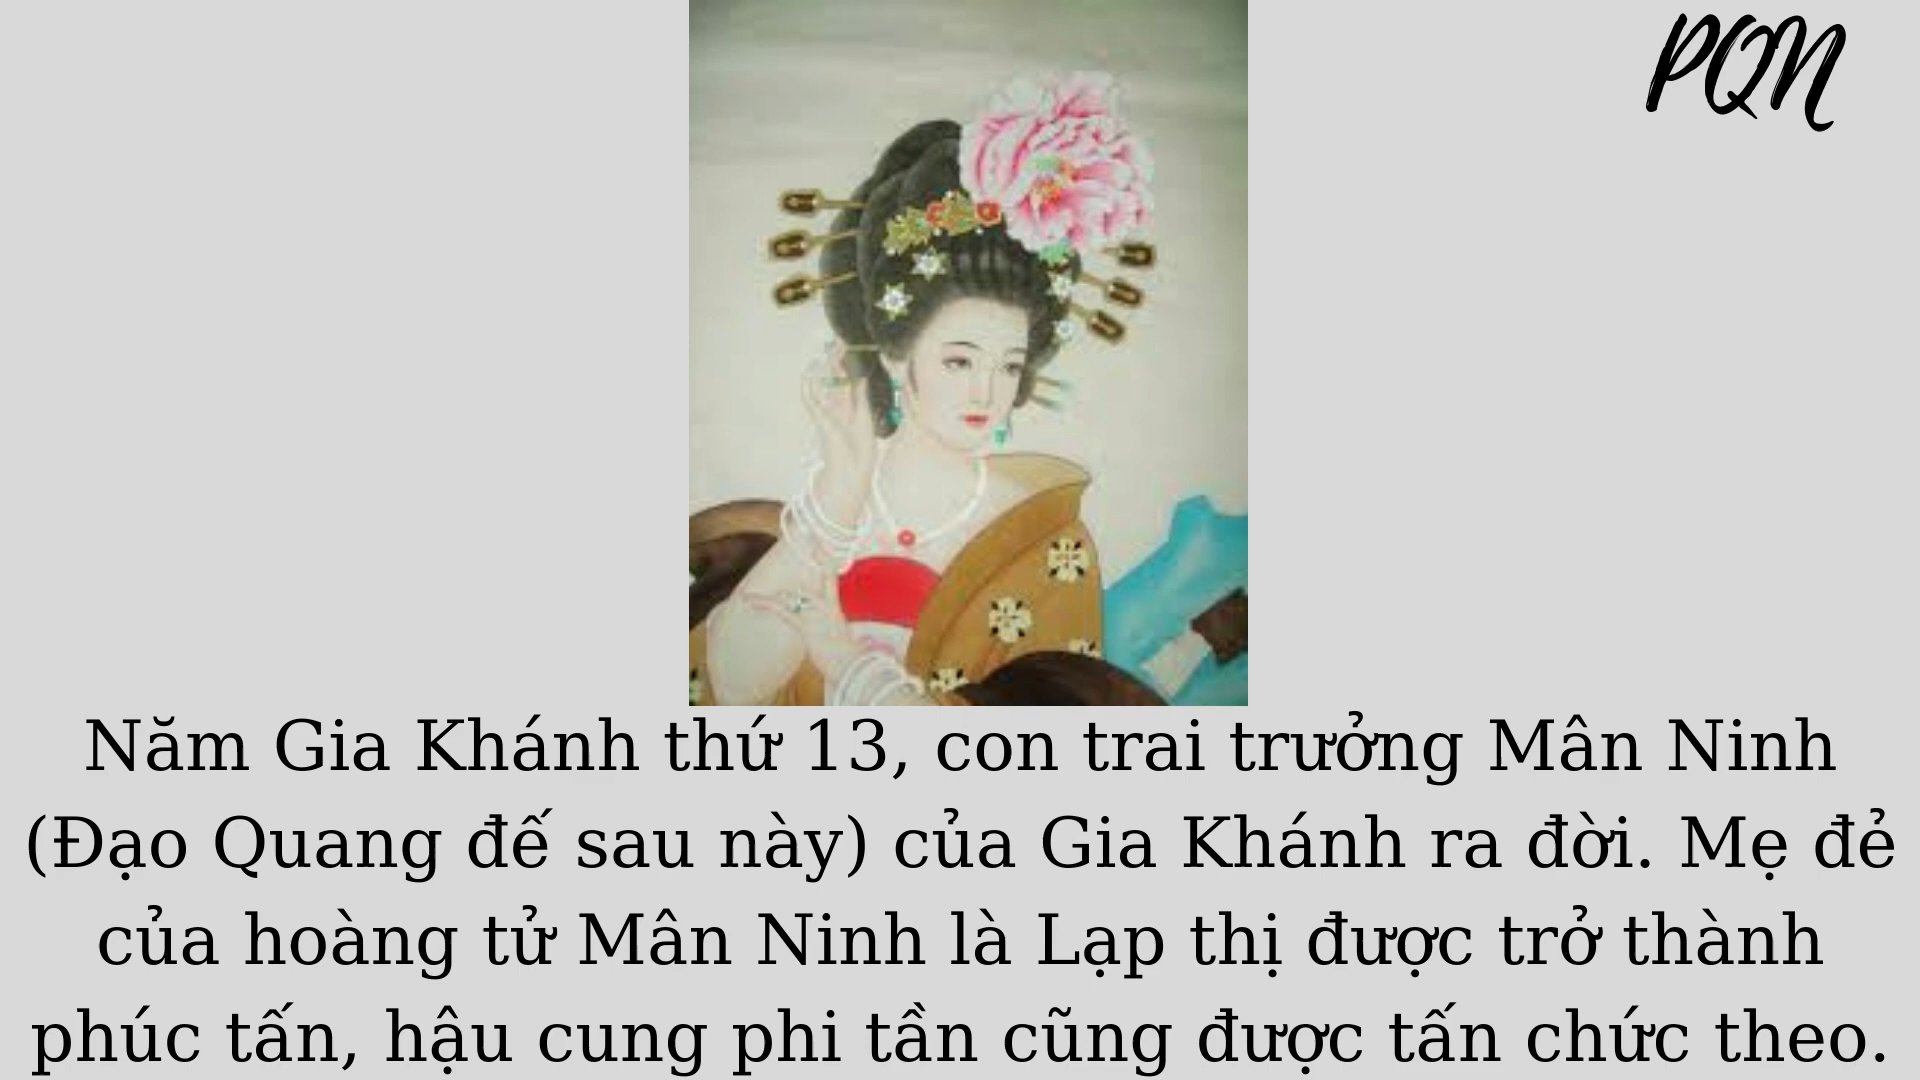 PQN
Năm Gia Khánh thứ 13, con trai trưởng Mân Ninh
(Đạo Quang đế sau này) của Gia Khánh ra đời. Mẹ đẻ
của hoàng tử Mân Ninh là Lạp thị được trở thành
phúc tấn, hậu cung phi tần cũng được tấn chức theo.